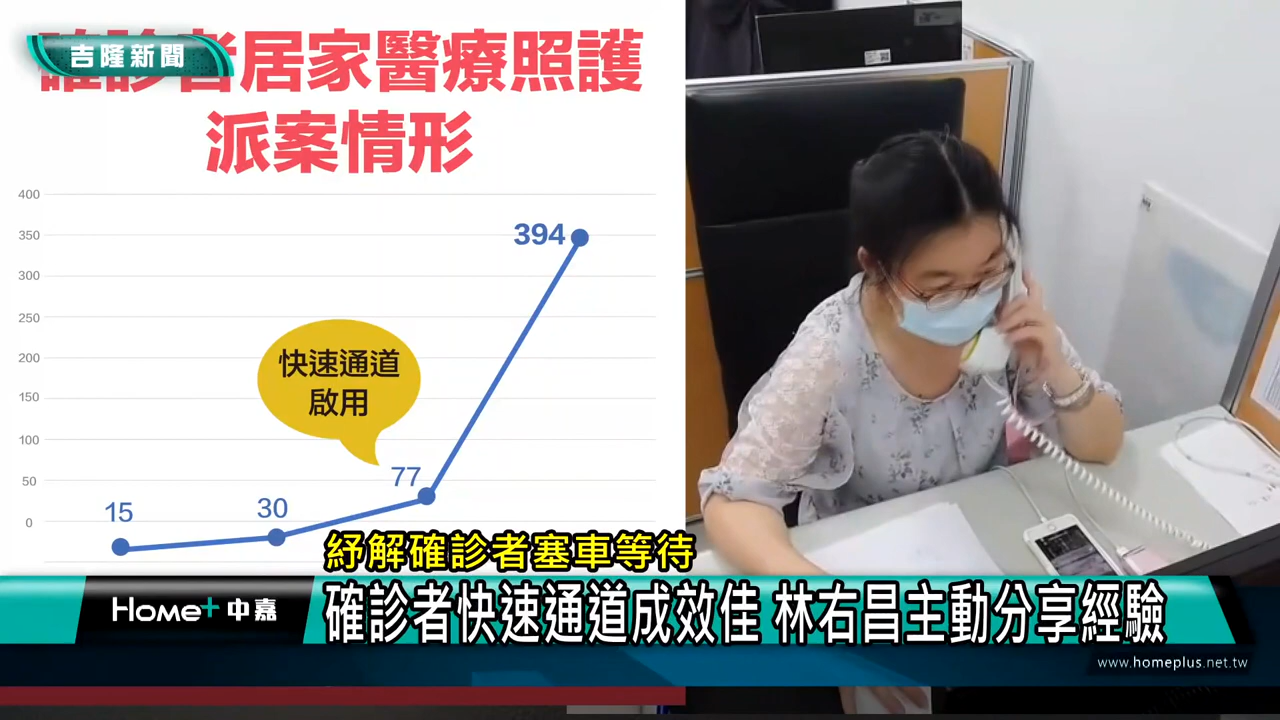 吉隆新聞
確診者居家醫療照護
派案情形
400
350
300
250
200
150
100
50
0
394
快速通道
啟用
77
30
15
紓解確診者塞車等待
確診者快速通道成效佳 林右昌主動分享經驗
Home+ 中嘉
www.homeplus.net.tw